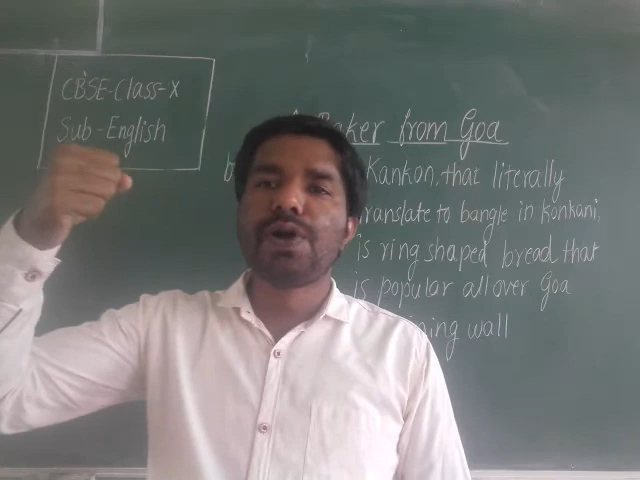 CBSE-Class-X
Sub-English
Baker from Goa
Kankon, that literally
translate to bangle in Konkani,
is ring shaped bread that
is popular all over Goa
wall